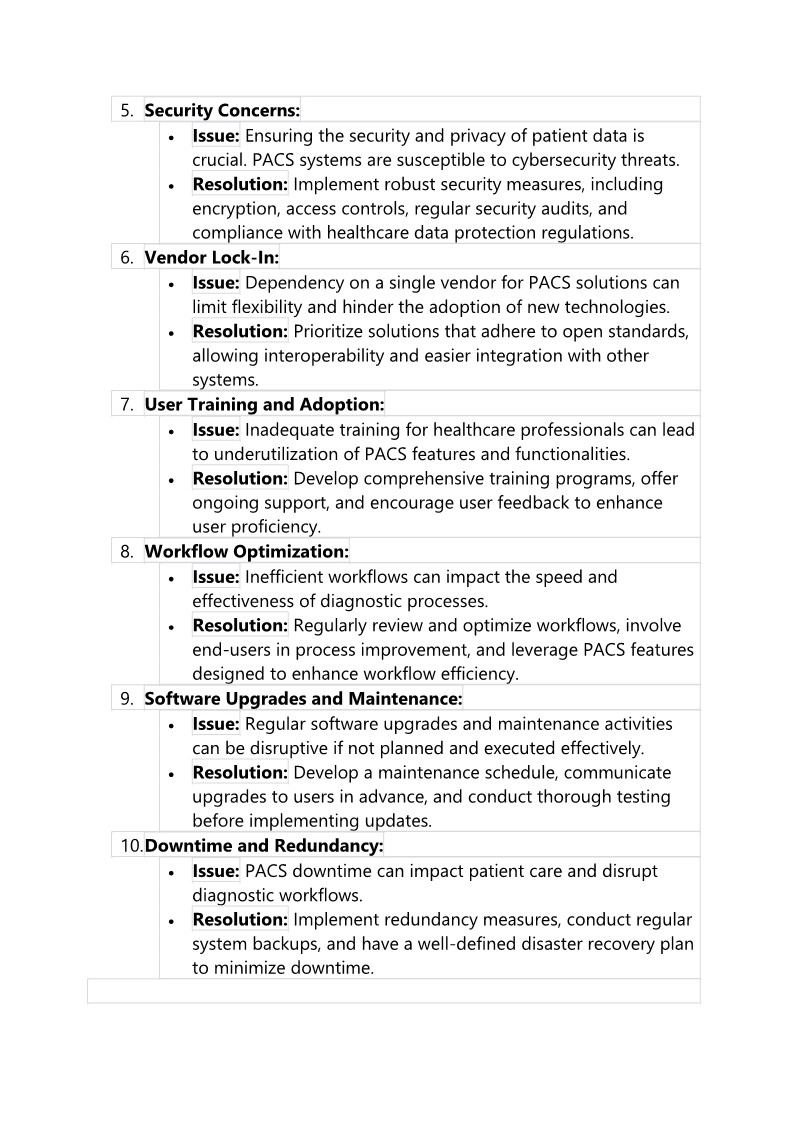 5. Security Concerns:
• Issue: Ensuring the security and privacy of patient data is
crucial. PACS systems are susceptible to cybersecurity threats.
• Resolution: Implement robust security measures, including
encryption, access controls, regular security audits, and
compliance with healthcare data protection regulations.
6. Vendor Lock-In:
• Issue: Dependency on a single vendor for PACS solutions can
limit flexibility and hinder the adoption of new technologies.
• Resolution: Prioritize solutions that adhere to open standards,
allowing interoperability and easier integration with other
systems.
7. User Training and Adoption:
• Issue: Inadequate training for healthcare professionals can lead
to underutilization of PACS features and functionalities.
• Resolution: Develop comprehensive training programs, offer
ongoing support, and encourage user feedback to enhance
user proficiency.
8. Workflow Optimization:
• Issue: Inefficient workflows can impact the speed and
effectiveness of diagnostic processes.
• Resolution: Regularly review and optimize workflows, involve
end-users in process improvement, and leverage PACS features
designed to enhance workflow efficiency.
9. Software Upgrades and Maintenance:
• Issue: Regular software upgrades and maintenance activities
can be disruptive if not planned and executed effectively.
• Resolution: Develop a maintenance schedule, communicate
upgrades to users in advance, and conduct thorough testing
before implementing updates.
10.Downtime and Redundancy:
• Issue: PACS downtime can impact patient care and disrupt
diagnostic workflows.
• Resolution: Implement redundancy measures, conduct regular
system backups, and have a well-defined disaster recovery plan
to minimize downtime.